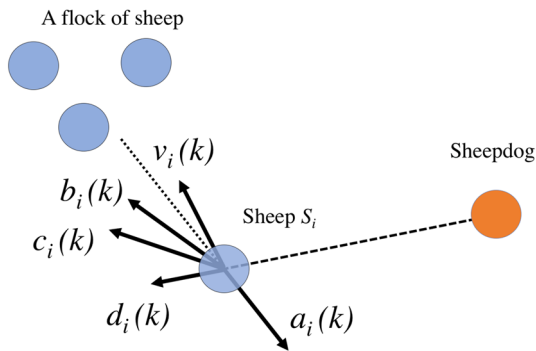 A flock of sheep
v_i(k)
Sheepdog
b_i(k)
Sheep S_i
c_i(k)
d_i(k)
a_i(k)